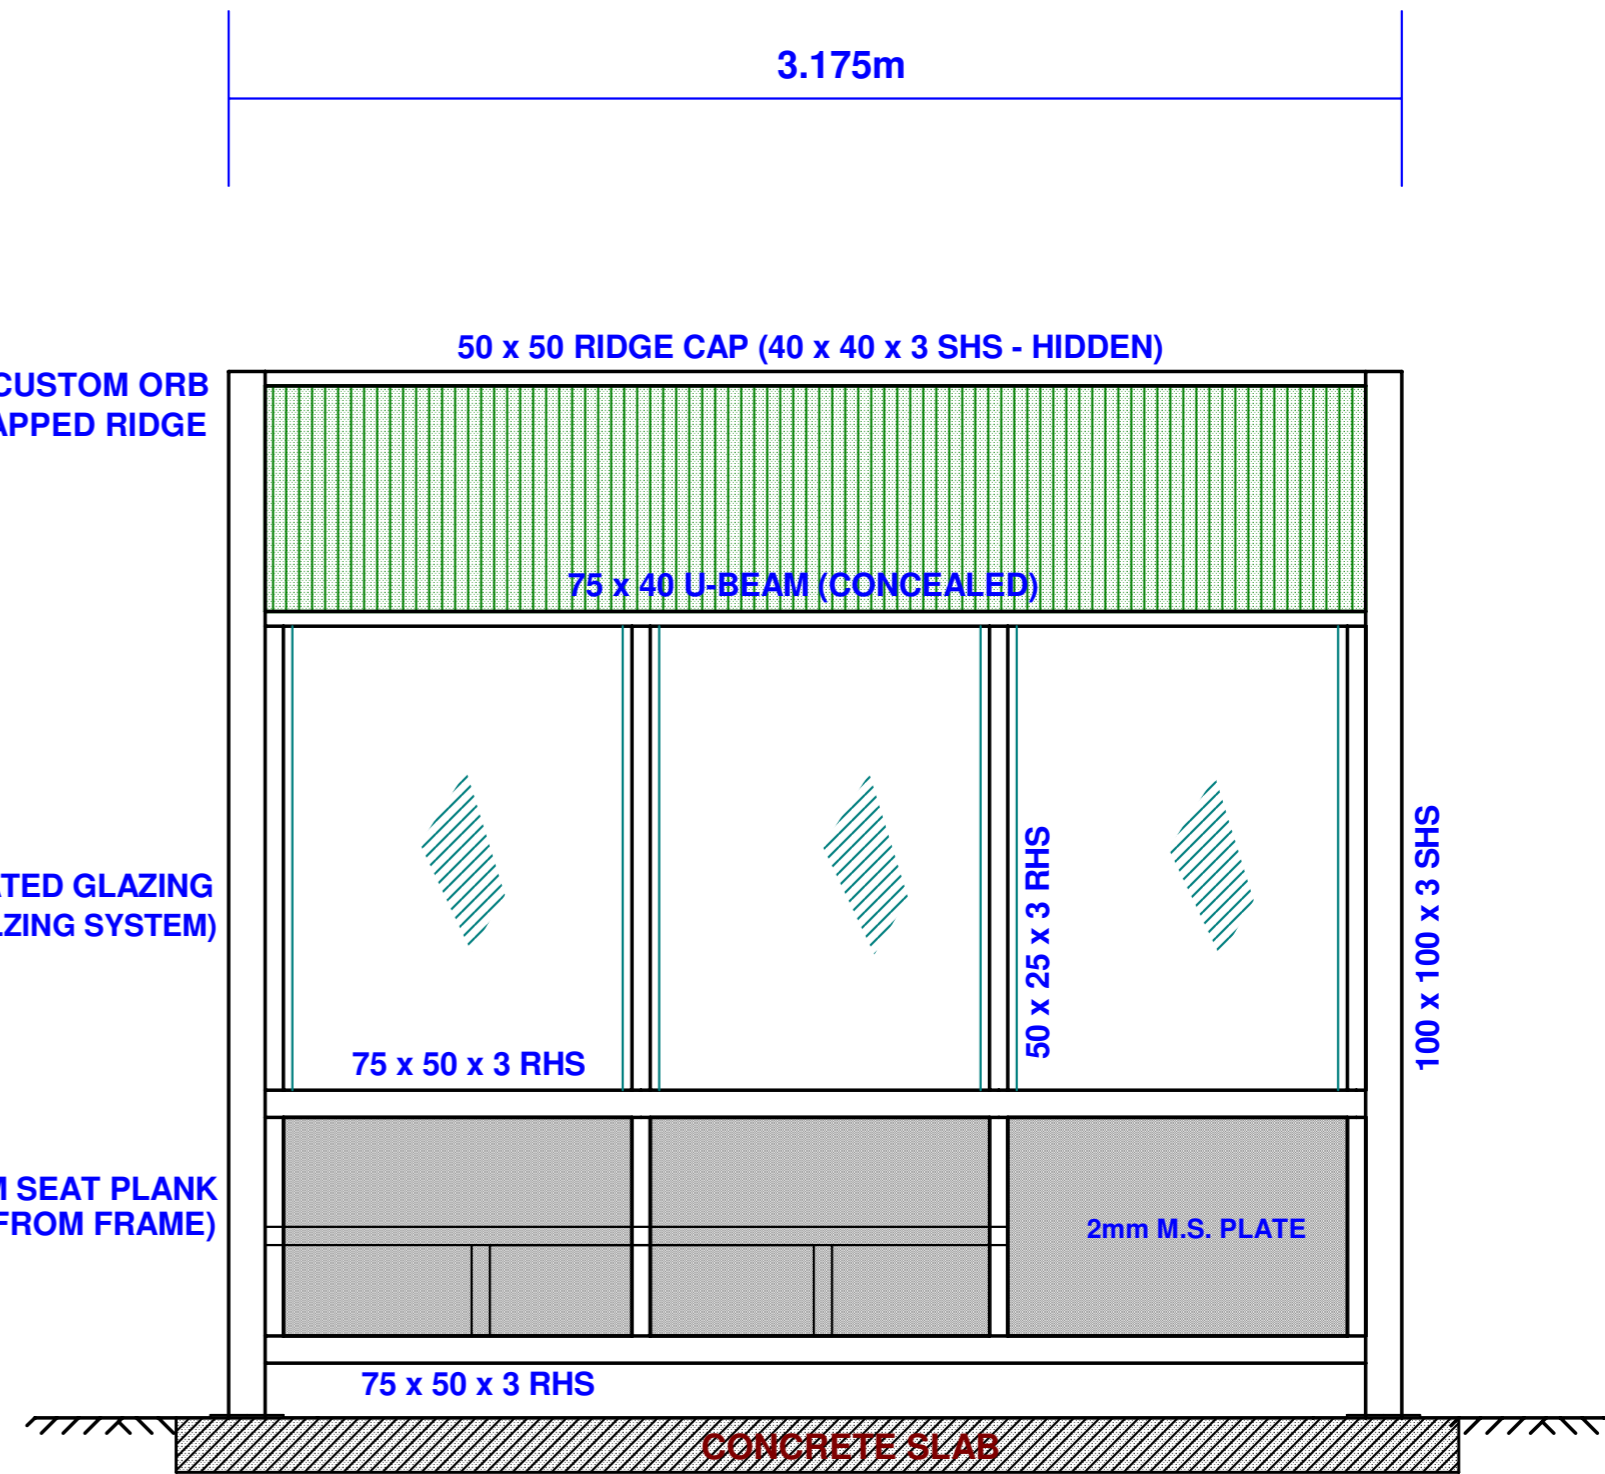 3.175m
50 x 50 RIDGE CAP (40 x 40 x 3 SHS - HIDDEN)
CUSTOM ORB
APPED RIDGE
75 x 40 U-BEAM (CONCEALED)
50 x 25 x 3 RHS
100 x 100 x 3 SHS
ATED GLAZING
LZING SYSTEM)
75 x 50 x 3 RHS
M SEAT PLANK
FROM FRAME)
2mm M.S. PLATE
75 x 50 x 3 RHS
CONCRETE SLAB